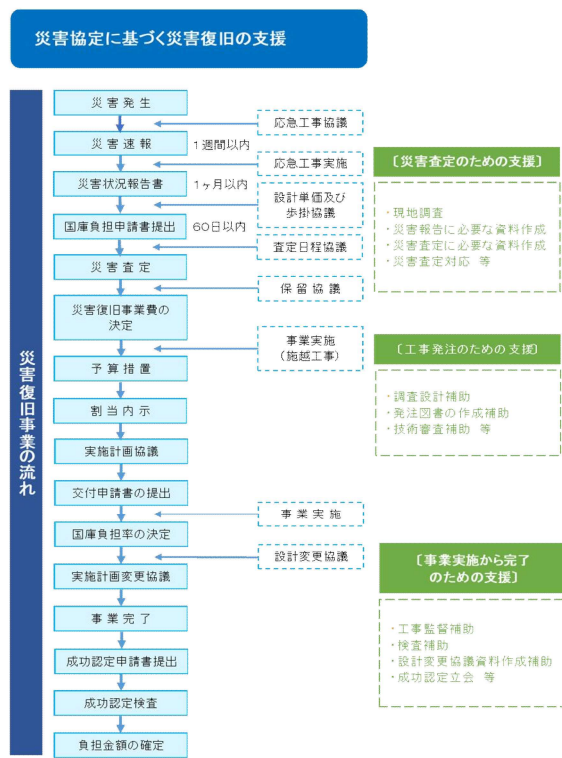 災害協定に基づく災害復旧の支援
災害復旧事業の流れ
災害発生
応急工事協議
災害速報
1週間以内
応急工事実施
災害状況報告書
1ヶ月以内
設計単価及び
歩掛協議
国庫負担申請書提出
60日以内
査定日程協議
災害査定
保留協議
災害復旧事業費の
決定
事業実施
(施越工事)
予算措置
割当内示
実施計画協議
交付申請書の提出
事業実施
国庫負担率の決定
設計変更協議
実施計画変更協議
事業完了
成功認定申請書提出
成功認定検査
負担金額の確定
〔災害査定のための支援〕
・現地調査
・災害報告に必要な資料作成
・災害査定に必要な資料作成
・災害査定対応 等
〔工事発注のための支援〕
・調査設計補助
・発注図書の作成補助
・技術審査補助 等
〔事業実施から完了
のための支援〕
・工事監督補助
・検査補助
・設計変更協議資料作成補助
・成功認定立会 等